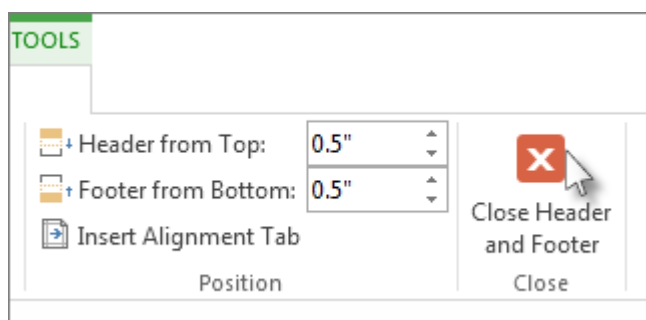 TOOLS
Header from Top: 0.5"
Footer from Bottom: 0.5"
Insert Alignment Tab
Position
Close Header
and Footer
Close